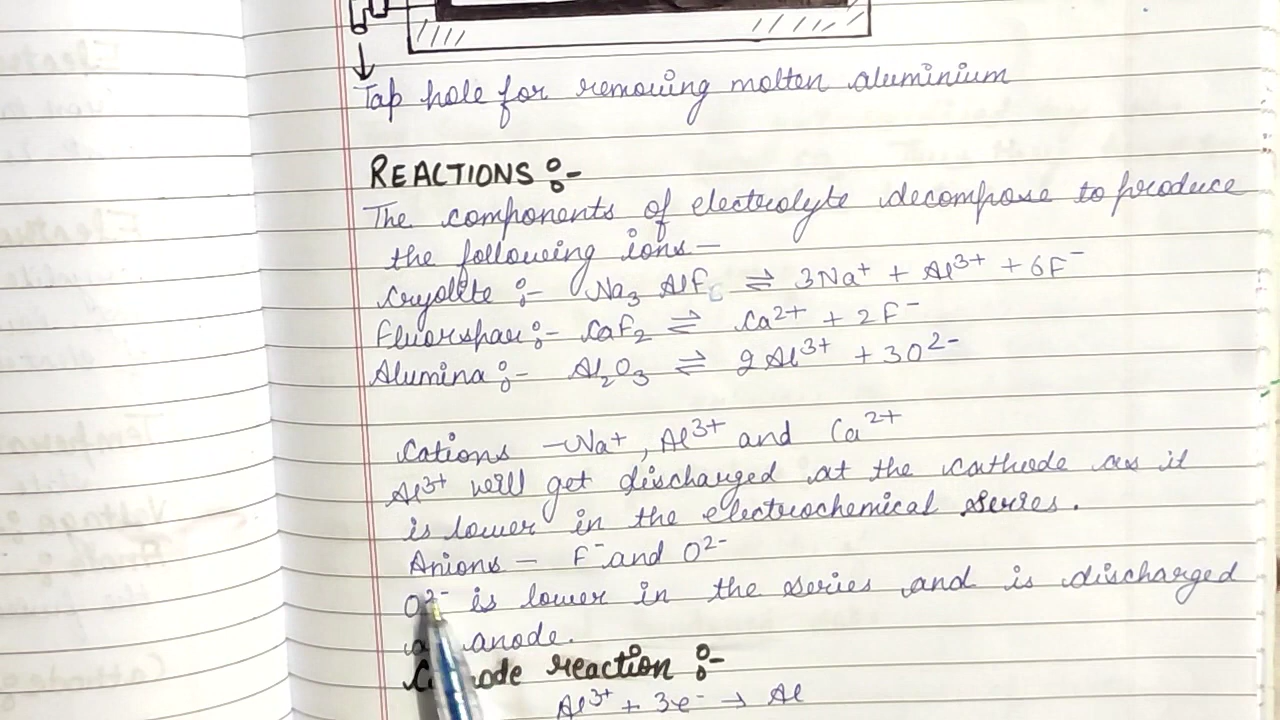 Tap hole for removing molten aluminium
REACTIONS :-
The components of electrolyte decompose to produce
the following ions—
Cryolite :- Na₃AlF₆ ⇌ 3Na⁺ + Al³⁺ + 6F⁻
Fluorspar :- CaF₂ ⇌ Ca²⁺ + 2F⁻
Alumina :- Al₂O₃ ⇌ 2Al³⁺ + 3O²⁻
Cations - Na⁺, Al³⁺ and Ca²⁺
Al³⁺ will get discharged at the cathode as it
is lower in the electrochemical series.
Anions - F⁻ and O²⁻
O²⁻ is lower in the series and is discharged
anode.
reaction :-
Al³⁺ + 3e⁻ → Al